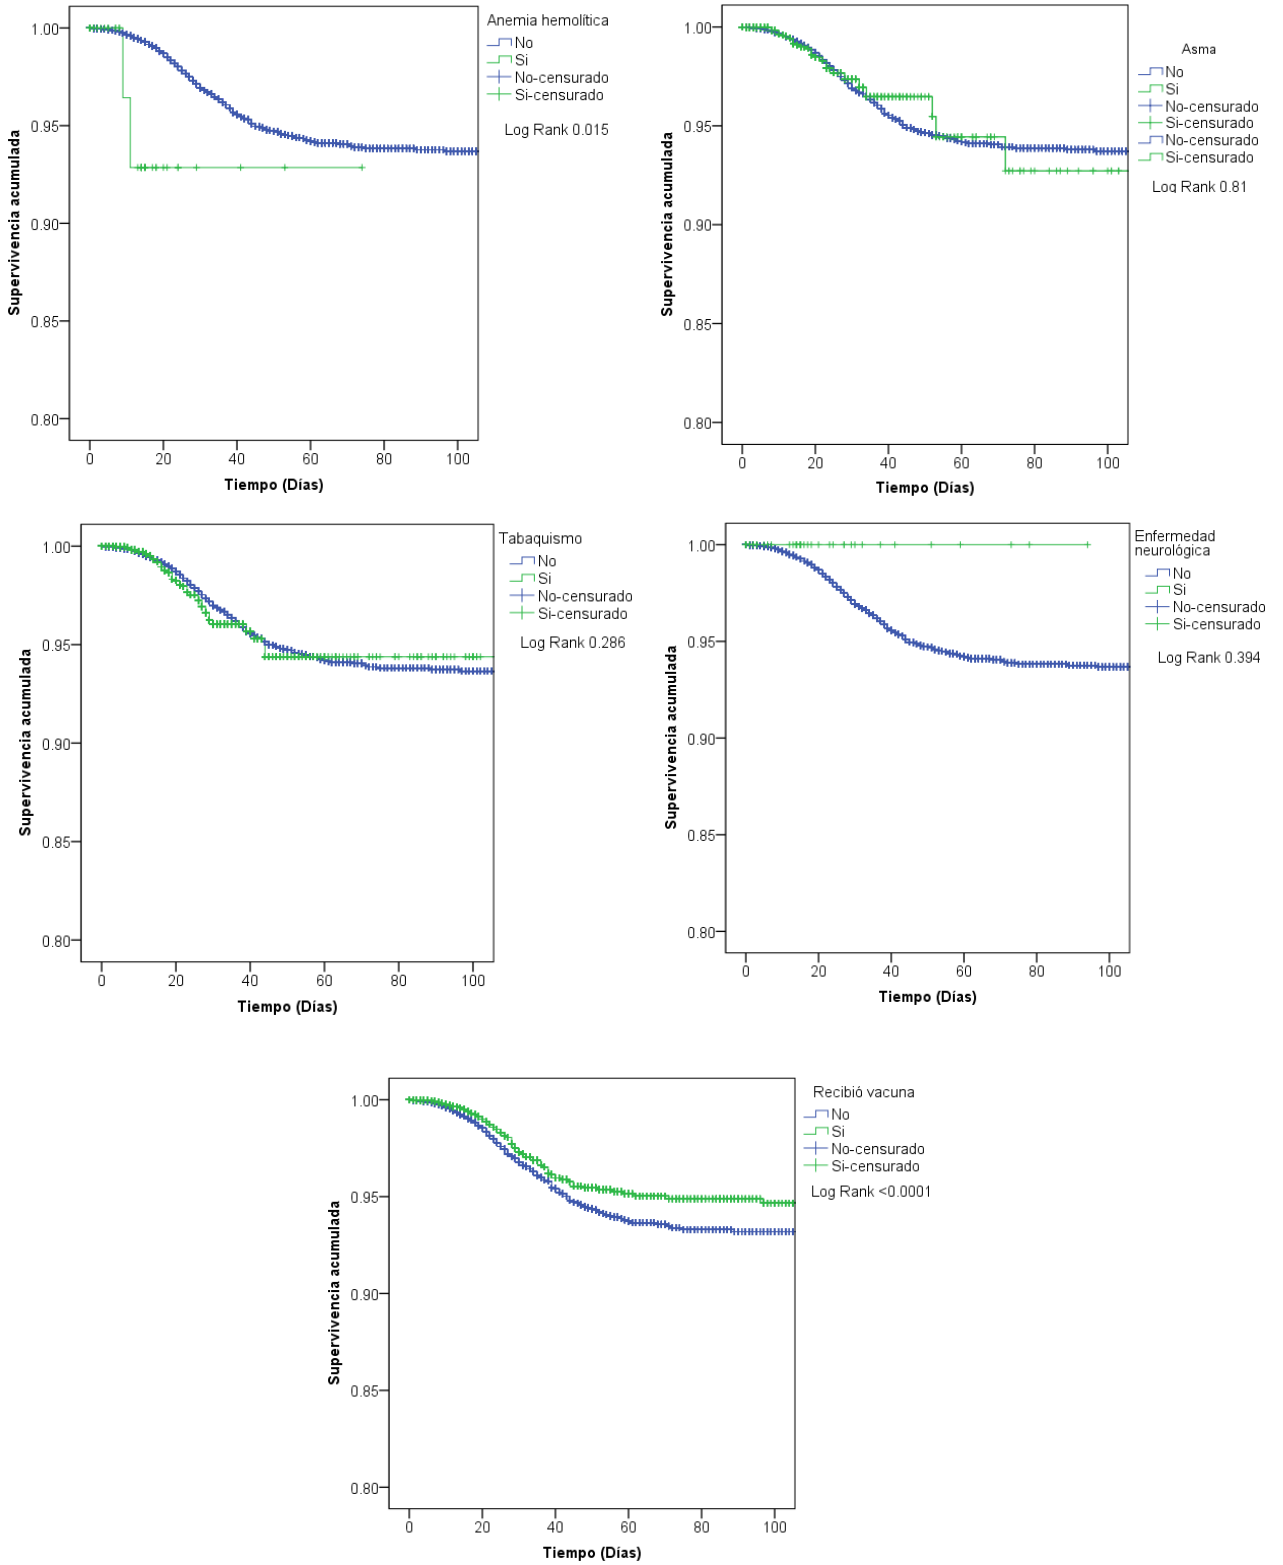 Anemia hemolítica
No
Si
No-censurado
Si-censurado
Log Rank 0.015
Supervivencia acumulada
1.00
0.95
0.90
0.85
0.80
0 20 40 60 80 100
Tiempo (Días)
Asma
No
Si
No-censurado
Si-censurado
No-censurado
Si-censurado
Log Rank 0.81
Supervivencia acumulada
1.00
0.95
0.90
0.85
0.80
0 20 40 60 80 100
Tiempo (Días)
Tabaquismo
No
Si
No-censurado
Si-censurado
Log Rank 0.286
Supervivencia acumulada
1.00
0.95
0.90
0.85
0.80
0 20 40 60 80 100
Tiempo (Días)
Enfermedad
neurológica
No
Si
No-censurado
Si-censurado
Log Rank 0.394
Supervivencia acumulada
1.00
0.95
0.90
0.85
0.80
0 20 40 60 80 100
Tiempo (Días)
Recibió vacuna
No
Si
No-censurado
Si-censurado
Log Rank <0.0001
Supervivencia acumulada
1.00
0.95
0.90
0.85
0.80
0 20 40 60 80 100
Tiempo (Días)